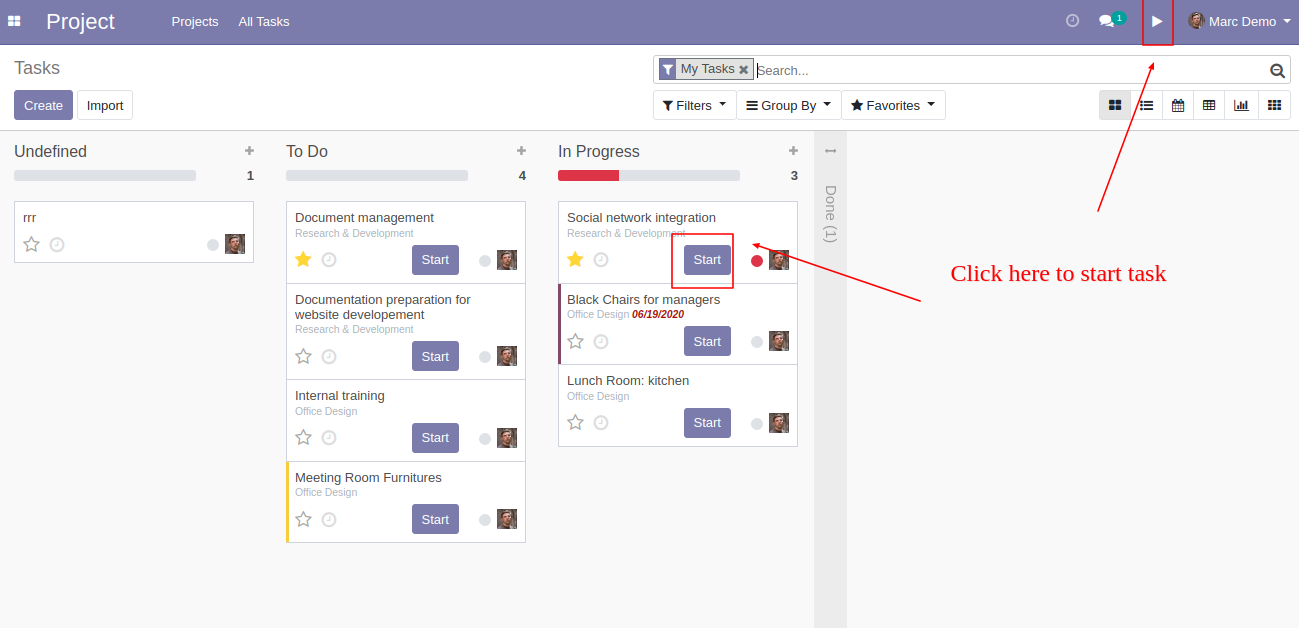 Project
Projects
All Tasks
1
Marc Demo
Tasks
My Tasks
Search...
Create
Import
Filters
Group By
Favorites
Undefined
1
rrr
To Do
4
Document management
Research & Development
Start
Documentation preparation for
website developement
Research & Development
Start
Internal training
Office Design
Start
Meeting Room Furnitures
Office Design
Start
In Progress
3
Social network integration
Research & Development
Start
Black Chairs for managers
Office Design 06/19/2020
Start
Lunch Room: kitchen
Office Design
Start
Done (1)
Click here to start task